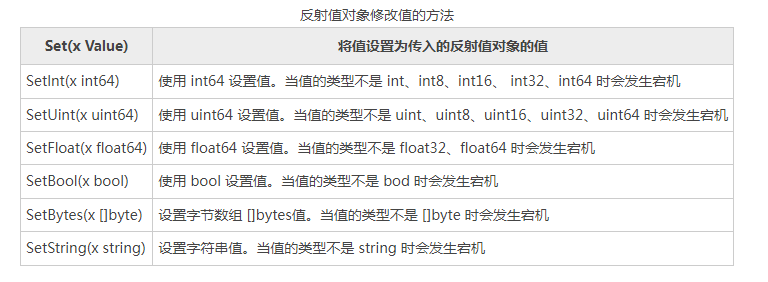 反射值对象修改值的方法
Set(x Value) 将值设置为传入的反射值对象的值
SetInt(x int64) 使用 int64 设置值。当值的类型不是 int、int8、int16、 int32、int64 时会发生宕机
SetUint(x uint64) 使用 uint64 设置值。当值的类型不是 uint、uint8、uint16、uint32、uint64 时会发生宕机
SetFloat(x float64) 使用 float64 设置值。当值的类型不是 float32、float64 时会发生宕机
SetBool(x bool) 使用 bool 设置值。当值的类型不是 bod 时会发生宕机
SetBytes(x []byte) 设置字节数组 []bytes值。当值的类型不是 []byte 时会发生宕机
SetString(x string) 设置字符串值。当值的类型不是 string 时会发生宕机